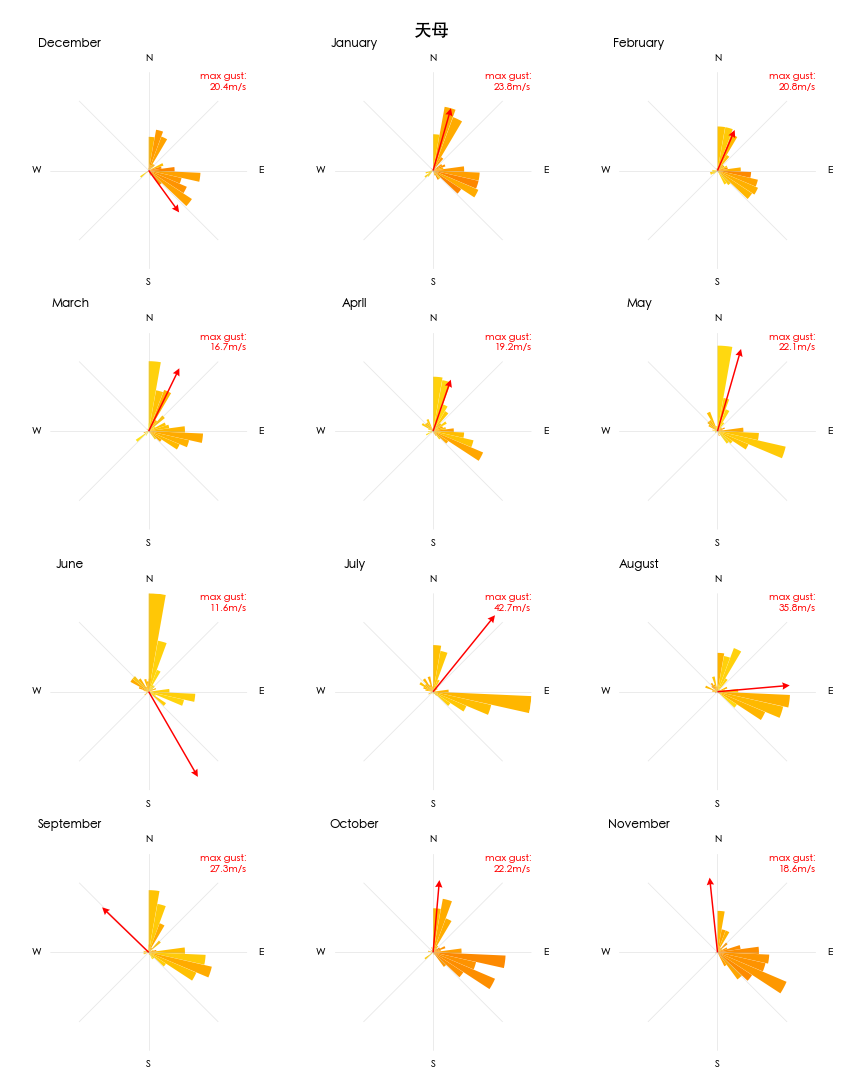 天母
December
N
max gust:
20.4m/s
W
E
S
January
N
max gust:
23.8m/s
W
E
S
February
N
max gust:
20.8m/s
W
E
S
March
N
max gust:
16.7m/s
W
E
S
April
N
max gust:
19.2m/s
W
E
S
May
N
max gust:
22.1m/s
W
E
S
June
N
max gust:
11.6m/s
W
E
S
July
N
max gust:
42.7m/s
W
E
S
August
N
max gust:
35.8m/s
W
E
S
September
N
max gust:
27.3m/s
W
E
S
October
N
max gust:
22.2m/s
W
E
S
November
N
max gust:
18.6m/s
W
E
S